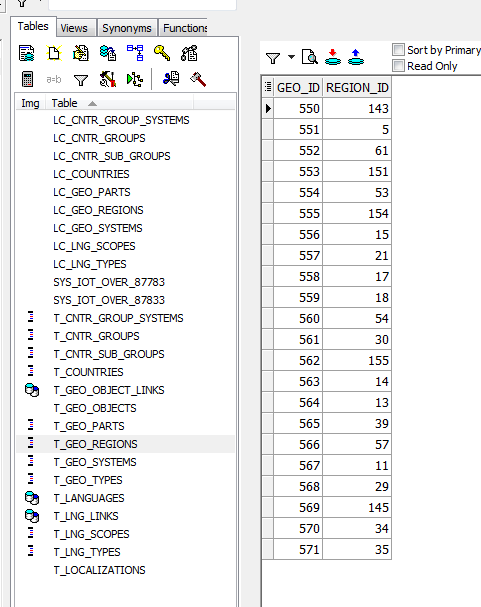 Tables Views Synonyms Functions
Img Table
LC_CNTR_GROUP_SYSTEMS
LC_CNTR_GROUPS
LC_CNTR_SUB_GROUPS
LC_COUNTRIES
LC_GEO_PARTS
LC_GEO_REGIONS
LC_GEO_SYSTEMS
LC_LNG_SCOPES
LC_LNG_TYPES
SYS_IOT_OVER_87783
SYS_IOT_OVER_87833
T_CNTR_GROUP_SYSTEMS
T_CNTR_GROUPS
T_CNTR_SUB_GROUPS
T_COUNTRIES
T_GEO_OBJECT_LINKS
T_GEO_OBJECTS
T_GEO_PARTS
T_GEO_REGIONS
T_GEO_SYSTEMS
T_GEO_TYPES
T_LANGUAGES
T_LNG_LINKS
T_LNG_SCOPES
T_LNG_TYPES
T_LOCALIZATIONS
Sort by Primary
Read Only
GEO_ID REGION_ID
550 143
551 5
552 61
553 151
554 53
555 154
556 15
557 21
558 17
559 18
560 54
561 30
562 155
563 14
564 13
565 39
566 57
567 11
568 29
569 145
570 34
571 35